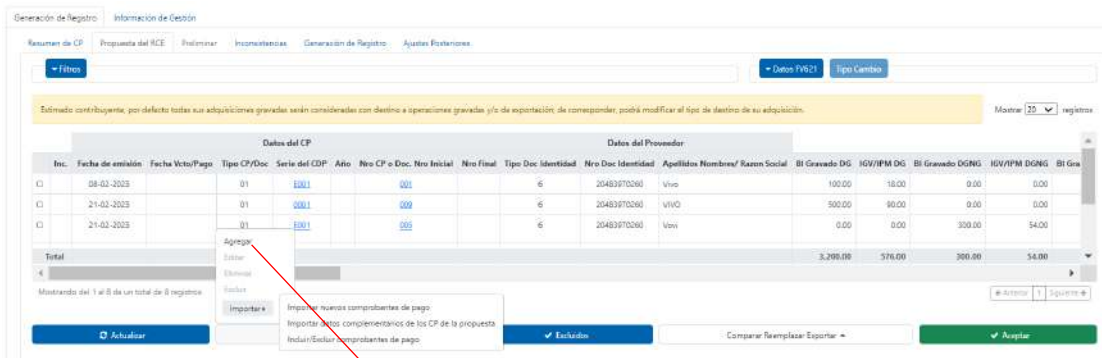 Generación de Registro Información de Gestión
Resumen de CP Propuesta del RCE Preliminar Inconsistencias Generación de Registro Ajustes Posteriores
Filtros Datos FV621 Tipo Cambio
Estimado contribuyente, por defecto todas sus adquisiciones gravadas serán consideradas con destino a operaciones gravadas y/o de exportación; de corresponder, podrá modificar el tipo de destino de su adquisición.
Mostrar 20 registros
Datos del CP Datos del Proveedor
Inc. Fecha de emisión Fecha Vcto/Pago Tipo CP/Doc Serie del CDP Año Nro CP o Doc. Nro Inicial Nro Final Tipo Doc Identidad Nro Doc Identidad Apellidos Nombres/ Razon Social BI Gravado DG IGV/IPM DG BI Gravado DGNG IGV/IPM DGNG BI Gra
08-02-2023 01 E001 001 6 20483970260 Vivo 100.00 18.00 0.00 0.00
21-02-2023 01 009 6 20483970260 VIVO 500.00 90.00 0.00 0.00
21-02-2023 01 005 6 20483970260 300.00 54.00
Agregar
Editar
Eliminar
Excluir
Total 3,200.00 576.00 300.00 54.00
Mostrando del 1 al 8 de un total de 8 registros
Anterior 1 Siguiente
Importar
Importar nuevos comprobantes de pago
Importar datos complementarios de los CP de la propuesta
Incluir/Excluir comprobantes de pago
Actualizar Excluidos Comparar Reemplazar Exportar Aceptar